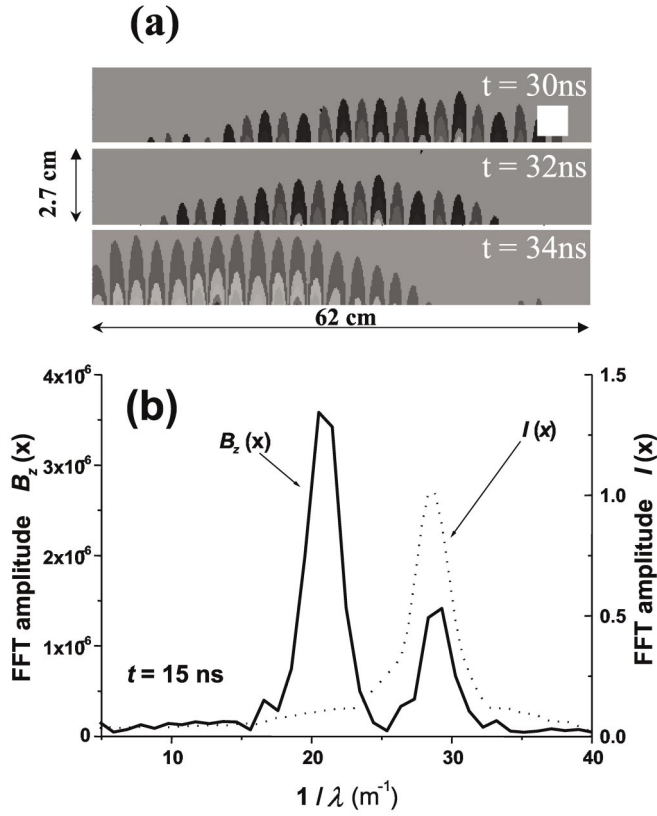 (a)
t = 30ns
t = 32ns
t = 34ns
2.7 cm
62 cm
(b)
FFT amplitude B_z (x)
4x10^6
3x10^6
2x10^6
1x10^6
0
B_z (x)
I (x)
t = 15 ns
1.5
1.0
0.5
0.0
FFT amplitude I (x)
10 20 30 40
1 / λ (m^-1)